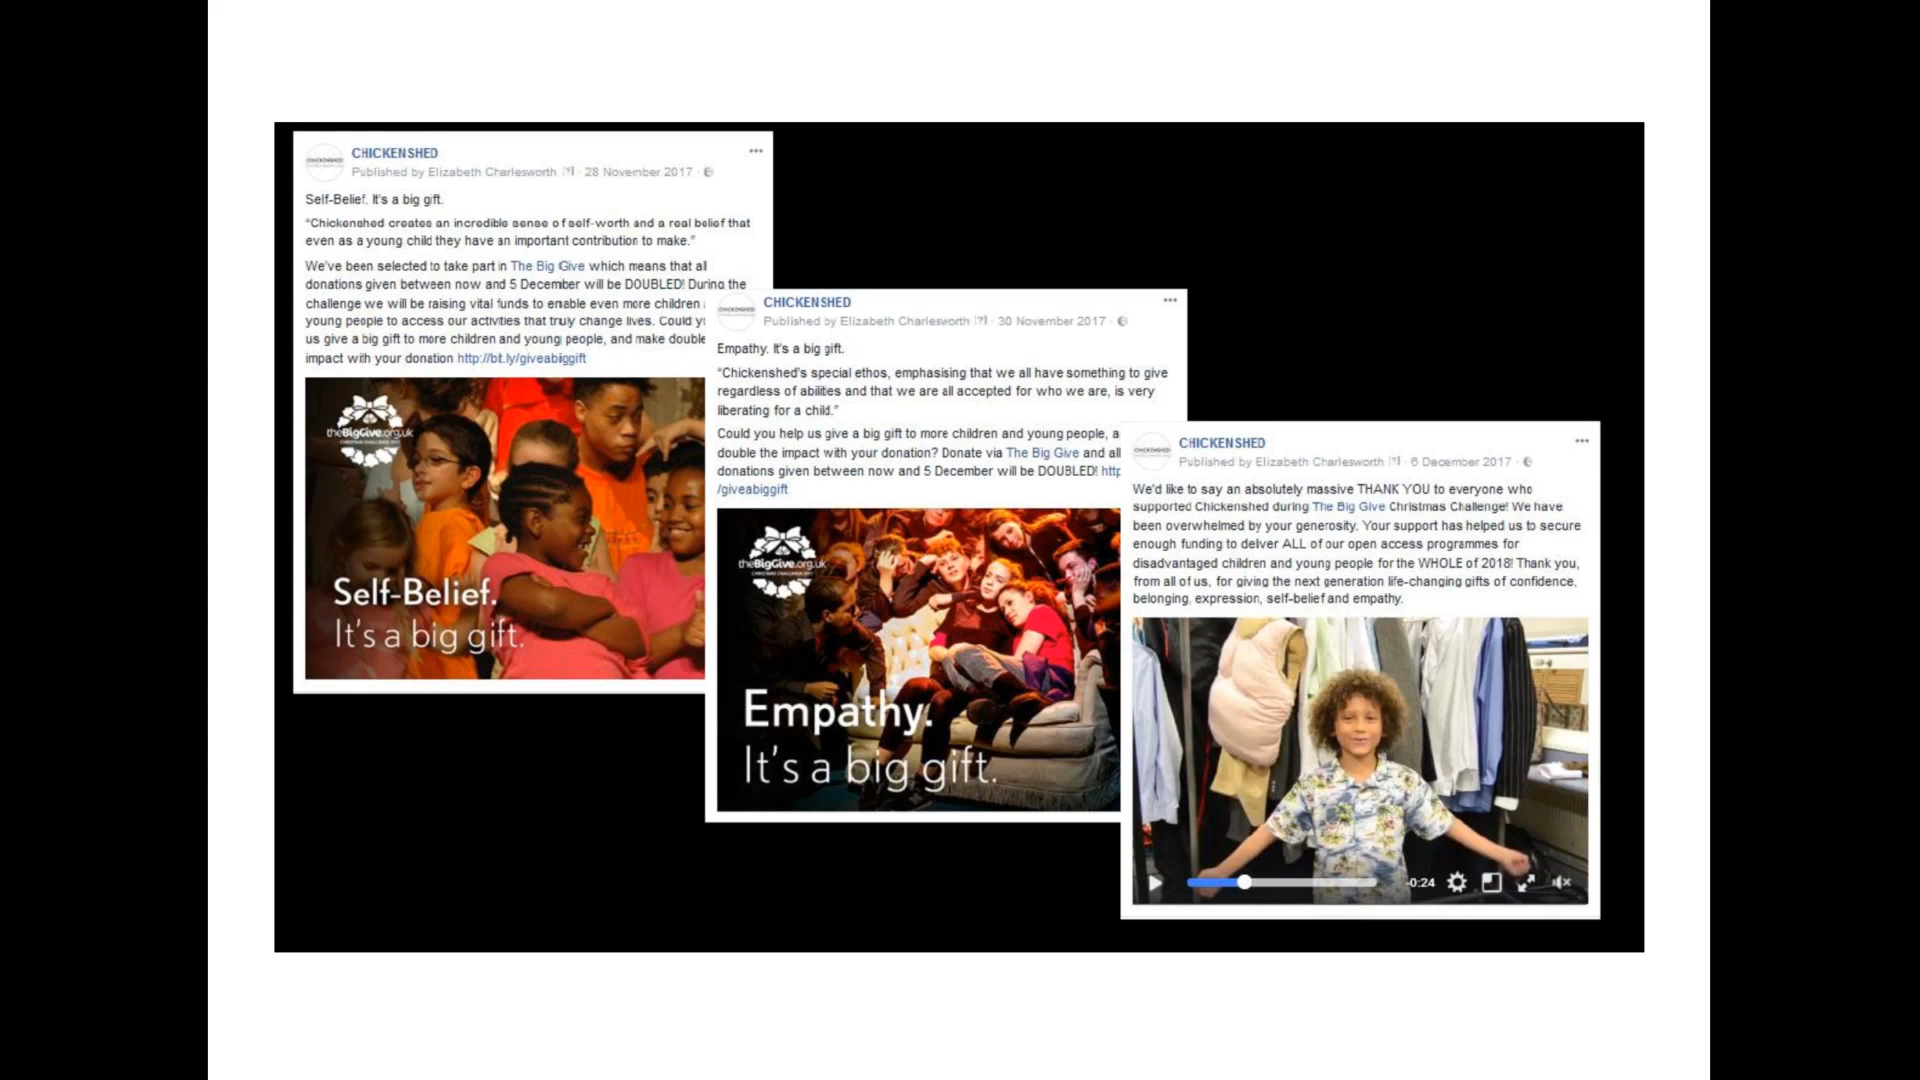 CHICKENSHED
Published by Elizabeth Charlesworth [?] · 28 November 2017 ·
Self-Belief. It's a big gift.
"Chickenshed creates an incredible sense of self-worth and a real belief that
even as a young child they have an important contribution to make."
We've been selected to take part in The Big Give which means that all
donations given between now and 5 December will be DOUBLED! During the
challenge we will be raising vital funds to enable even more children
young people to access our activities that truly change lives. Could
us give a big gift to more children and young people, and make double
impact with your donation http://bit.ly/giveabiggift
theBigGive.org.uk
CHRISTMAS CHALLENGE 2017
Self-Belief.
It's a big gift.
CHICKENSHED
Published by Elizabeth Charlesworth [?] · 30 November 2017 ·
Empathy. It's a big gift.
"Chickenshed's special ethos, emphasising that we all have something to give
regardless of abilities and that we are all accepted for who we are, is very
liberating for a child."
Could you help us give a big gift to more children and young people, a
double the impact with your donation? Donate via The Big Give and all
donations given between now and 5 December will be DOUBLED! http
/giveabiggift
theBigGive.org.uk
CHRISTMAS CHALLENGE 2017
Empathy.
It's a big gift.
CHICKENSHED
Published by Elizabeth Charlesworth [?] · 6 December 2017 ·
We'd like to say an absolutely massive THANK YOU to everyone who
supported Chickenshed during The Big Give Christmas Challenge! We have
been overwhelmed by your generosity. Your support has helped us to secure
enough funding to deliver ALL of our open access programmes for
disadvantaged children and young people for the WHOLE of 2018! Thank you,
from all of us, for giving the next generation life-changing gifts of confidence,
belonging, expression, self-belief and empathy.
-0:24